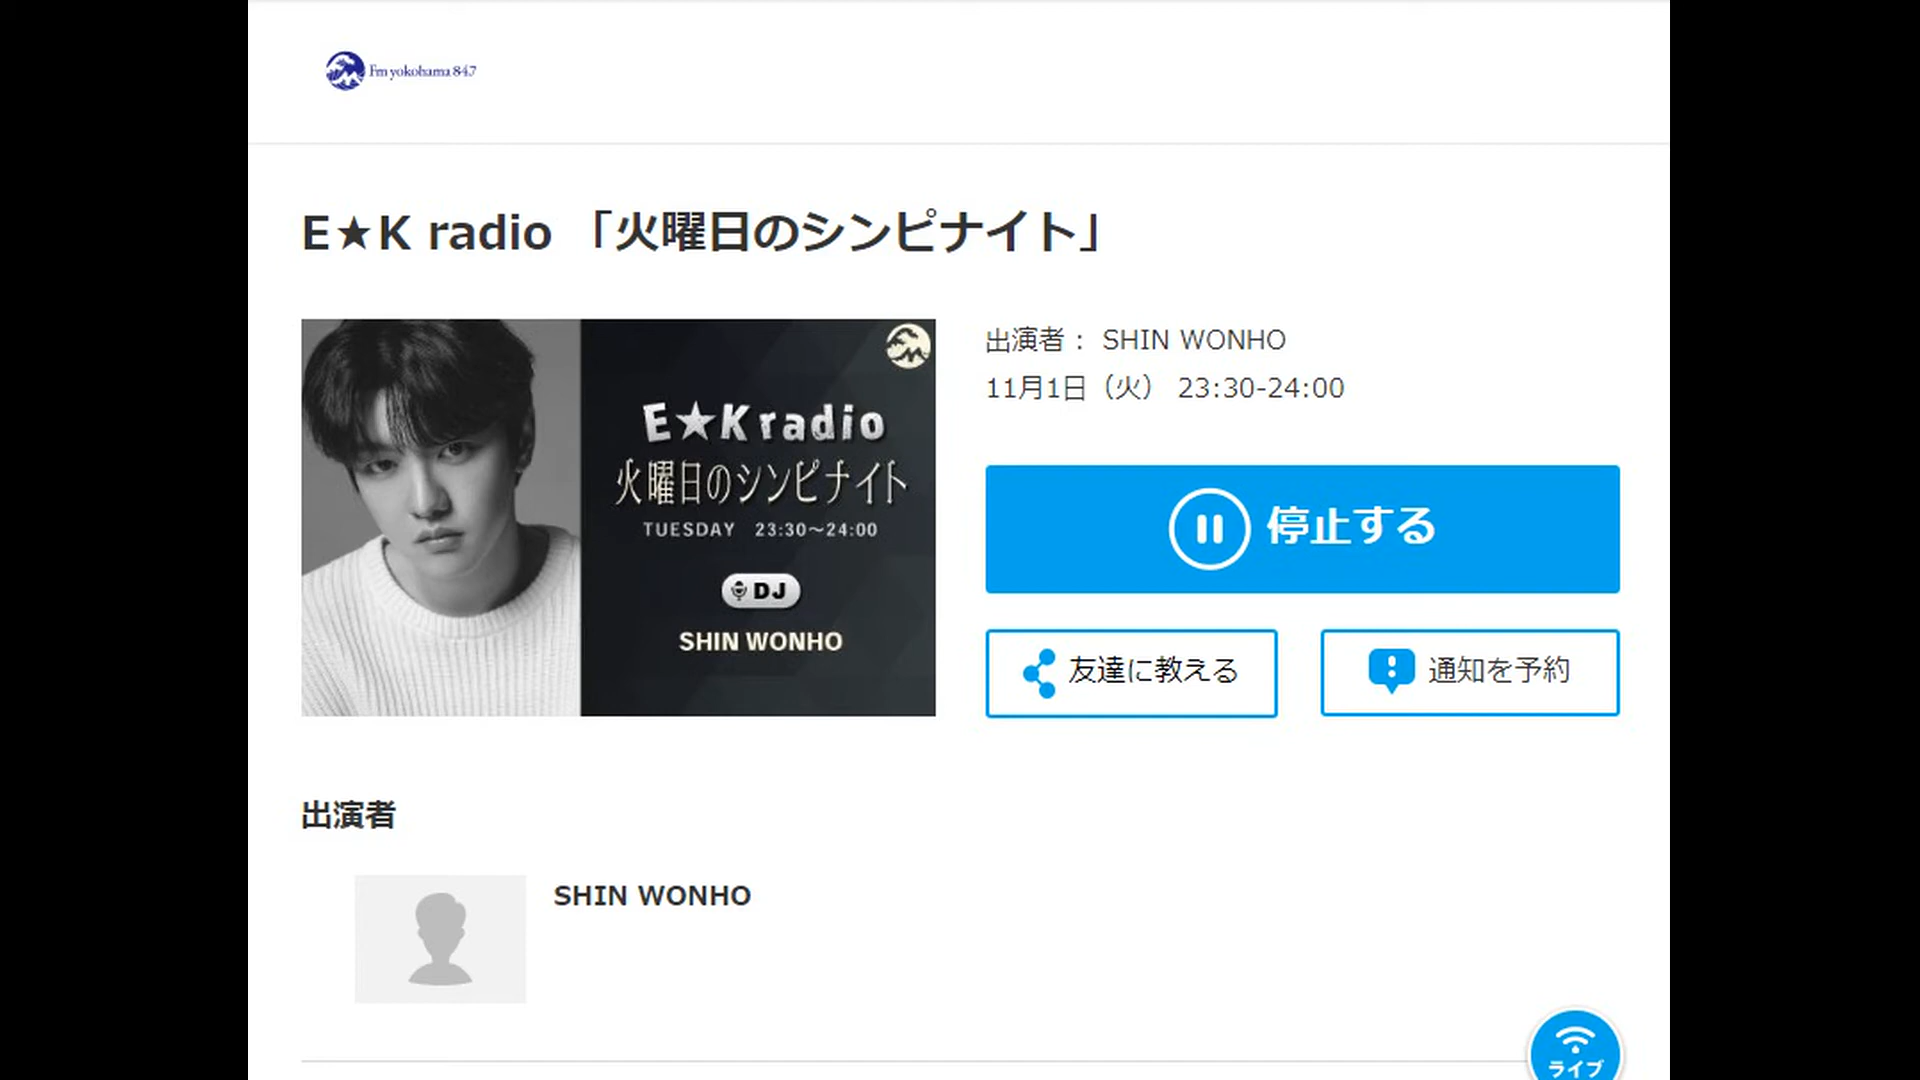 Fm yokohama 84.7
E★K radio 「火曜日のシンピナイト」
E★K radio
火曜日のシンピナイト
TUESDAY 23:30～24:00
DJ
SHIN WONHO
出演者： SHIN WONHO
11月1日（火） 23:30-24:00
停止する
友達に教える
通知を予約
出演者
SHIN WONHO
ライブ